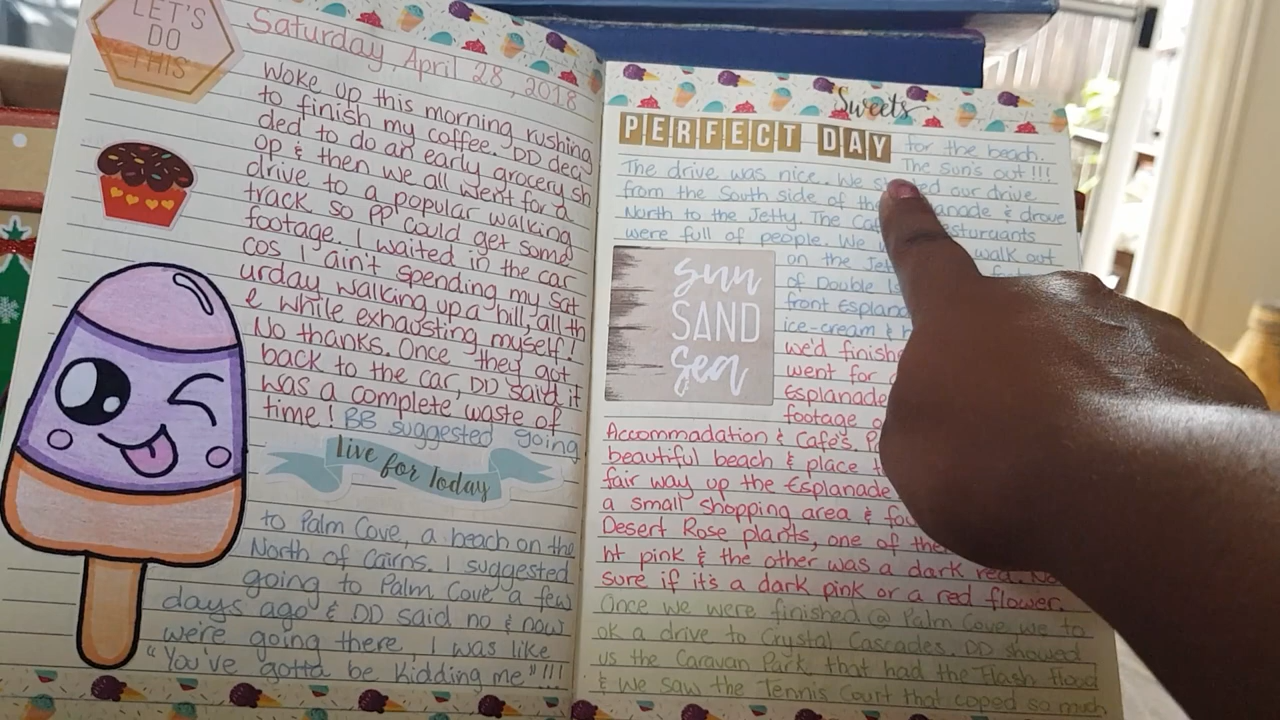 LET'S
DO
THIS
Saturday April 28, 2018
Woke up this morning rushing
to finish my coffee. DD deci
ded to do an early grocery sh
op & then we all went for a
drive to a popular walking
track so PP could get some
footage. I waited in the car
cos I ain't spending my Sat
urday walking up a hill, all th
e while exhausting myself!
No thanks. Once they got
back to the car, DD said it
was a complete waste of
time! BB suggested going
Live for today
to Palm Cove, a beach on the
North of Cairns. I suggested
going to Palm Cove a few
days ago & DD said no & now
we're going there, I was like
"You've gotta be kidding me"!!!
Sweets
PERFECT DAY for the beach.
The drive was nice. The sun's out!!!
We started our drive
from the South side of the Esplanade & drove
North to the Jetty. The
were full of people. We walk out
on the
of Double
front Esplanade
ice-cream &
we'd finished
went for
Esplanade
footage
sun
SAND
sea
Accommodation & Cafe's.
beautiful beach & place
fair way up the Esplanade
a small shopping area &
Desert Rose plants, one of
ht pink & the other was a dark red.
sure if it's a dark pink or a red flower.
Once we were finished @ Palm Cove, we to
ok a drive to Crystal Cascades. DD showed
us the Caravan Park that had the Flash Flood
& we saw the Tennis Court that coped so much